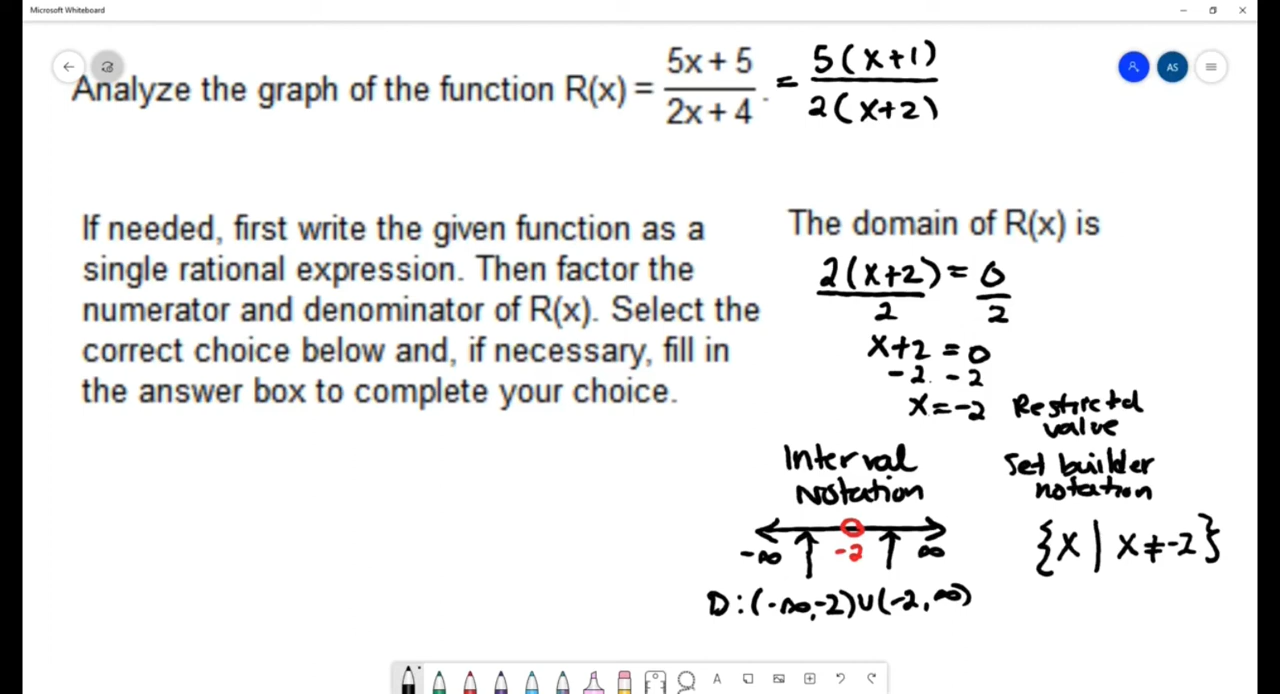 Microsoft Whiteboard
Analyze the graph of the function R(x) = (5x + 5)/(2x + 4). = 5(x+1)/2(x+2)
AS
If needed, first write the given function as a
single rational expression. Then factor the
numerator and denominator of R(x). Select the
correct choice below and, if necessary, fill in
the answer box to complete your choice.
The domain of R(x) is
2(x+2)/2 = 0/2
x+2 = 0
-2 -2
x = -2
Restricted
value
Interval
Notation
-∞ -2 ∞
D: (-∞,-2)∪(-2,∞)
Set builder
notation
{x | x ≠ -2}
A